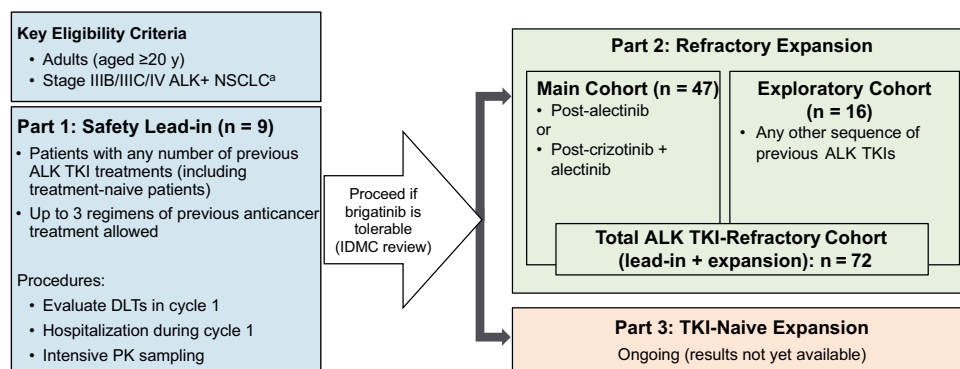 Key Eligibility Criteria
• Adults (aged ≥20 y)
• Stage IIIB/IIIC/IV ALK+ NSCLCᵃ
Part 1: Safety Lead-in (n = 9)
• Patients with any number of previous
ALK TKI treatments (including
treatment-naive patients)
• Up to 3 regimens of previous anticancer
treatment allowed
Procedures:
• Evaluate DLTs in cycle 1
• Hospitalization during cycle 1
• Intensive PK sampling
Proceed if
brigatinib is
tolerable
(IDMC review)
Part 2: Refractory Expansion
Main Cohort (n = 47)
• Post-alectinib
or
• Post-crizotinib +
alectinib
Exploratory Cohort
(n = 16)
• Any other sequence of
previous ALK TKIs
Total ALK TKI-Refractory Cohort
(lead-in + expansion): n = 72
Part 3: TKI-Naive Expansion
Ongoing (results not yet available)